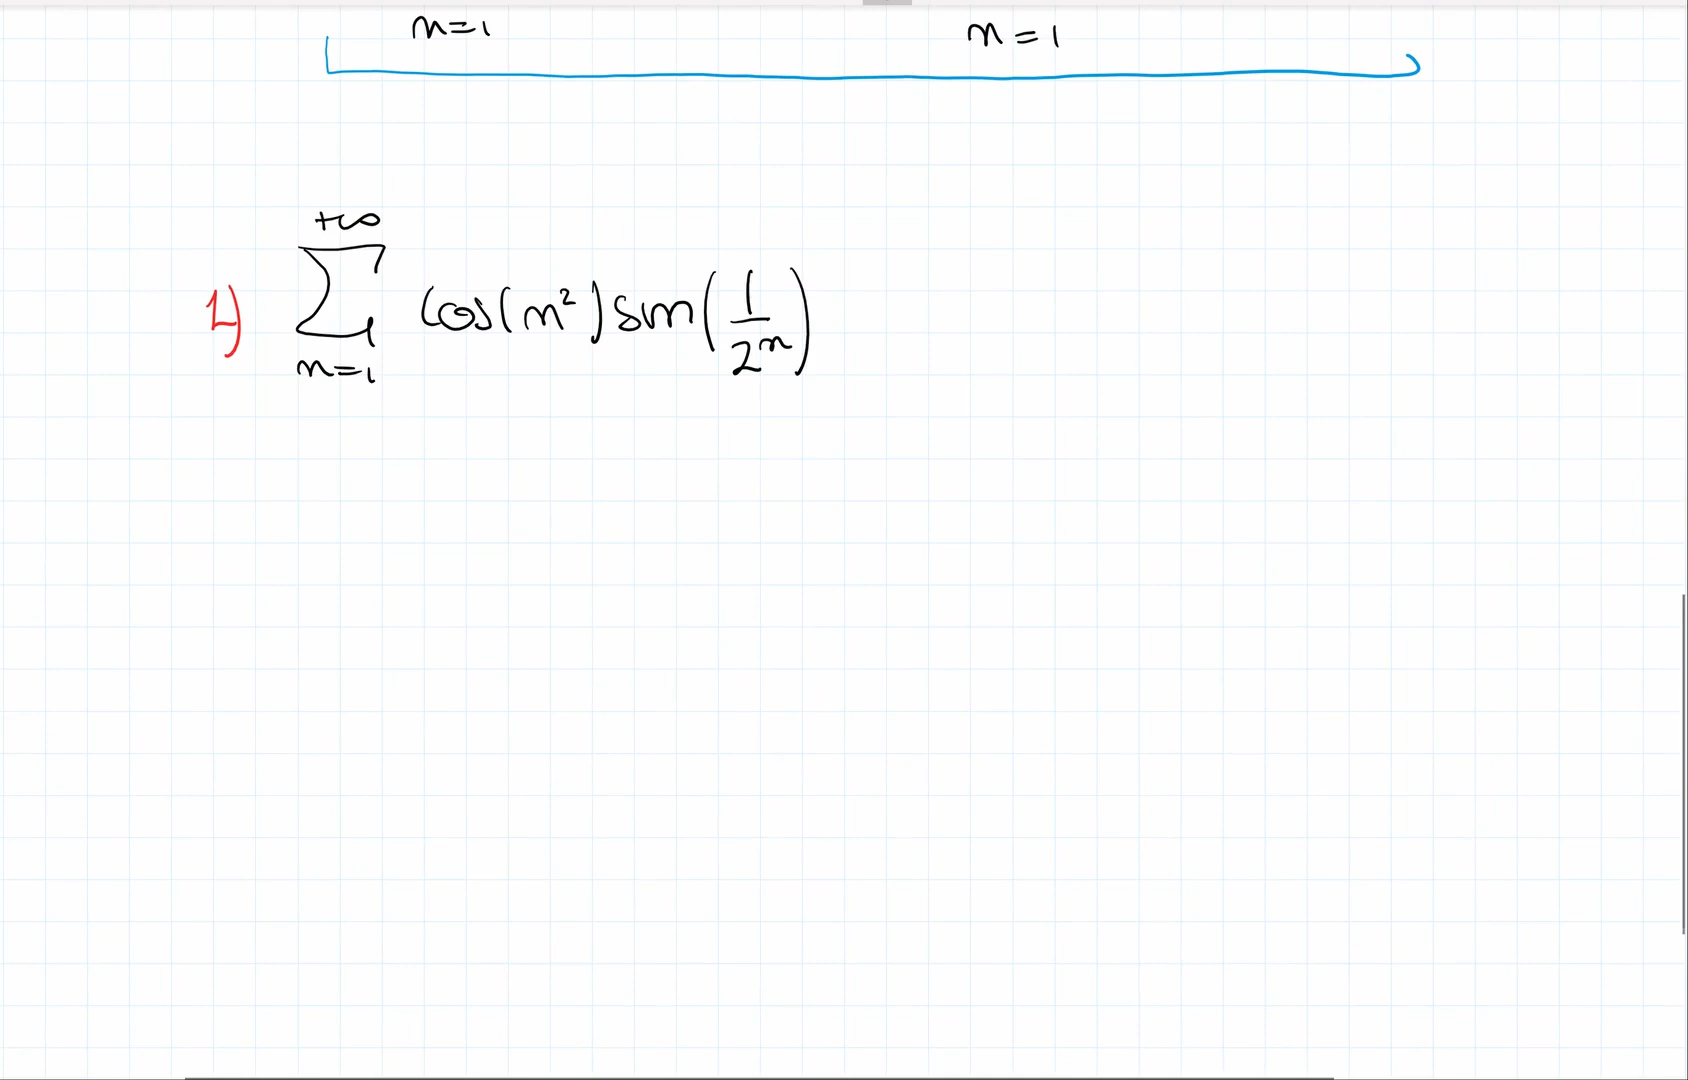 n=1 n=1
1) +∞ ∑ n=1 cos(n²) sin(1/2ⁿ)